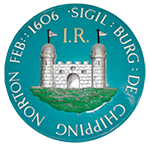 ·SIGIL·BURG·DE·CHIPPING NORTON FEB::1606
I.R.